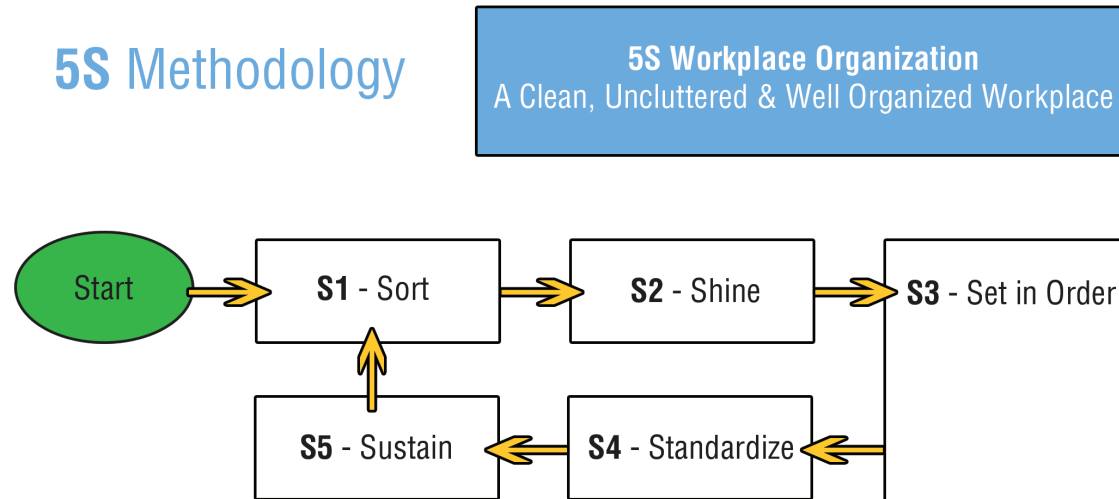 5S Methodology
5S Workplace Organization
A Clean, Uncluttered & Well Organized Workplace
Start
S1 - Sort
S2 - Shine
S3 - Set in Order
S5 - Sustain
S4 - Standardize